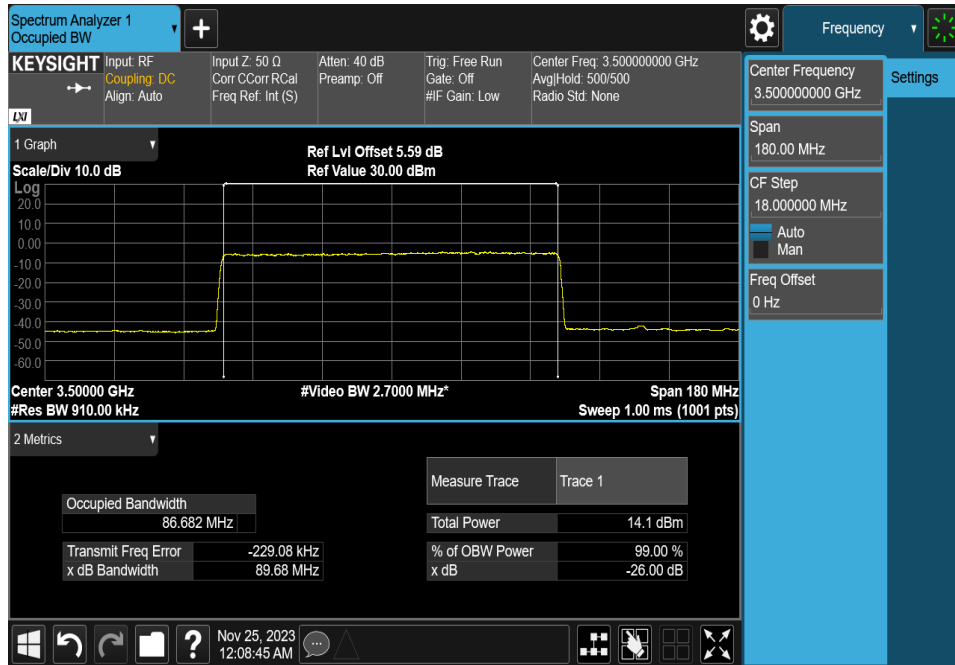 Spectrum Analyzer 1
Occupied BW
+
Frequency
KEYSIGHT
Input: RF
Coupling: DC
Align: Auto
Input Z: 50 Ω
Corr CCorr RCal
Freq Ref: Int (S)
Atten: 40 dB
Preamp: Off
Trig: Free Run
Gate: Off
#IF Gain: Low
Center Freq: 3.500000000 GHz
Avg|Hold: 500/500
Radio Std: None
LXI
Center Frequency
3.500000000 GHz
Settings
Span
180.00 MHz
CF Step
18.000000 MHz
Auto
Man
Freq Offset
0 Hz
1 Graph
Scale/Div 10.0 dB
Ref Lvl Offset 5.59 dB
Ref Value 30.00 dBm
Log
20.0
10.0
0.00
-10.0
-20.0
-30.0
-40.0
-50.0
-60.0
Center 3.50000 GHz
#Video BW 2.7000 MHz*
Span 180 MHz
#Res BW 910.00 kHz
Sweep 1.00 ms (1001 pts)
2 Metrics
Measure Trace
Trace 1
Occupied Bandwidth
86.682 MHz
Total Power
14.1 dBm
Transmit Freq Error
-229.08 kHz
% of OBW Power
99.00 %
x dB Bandwidth
89.68 MHz
x dB
-26.00 dB
?
Nov 25, 2023
12:08:45 AM